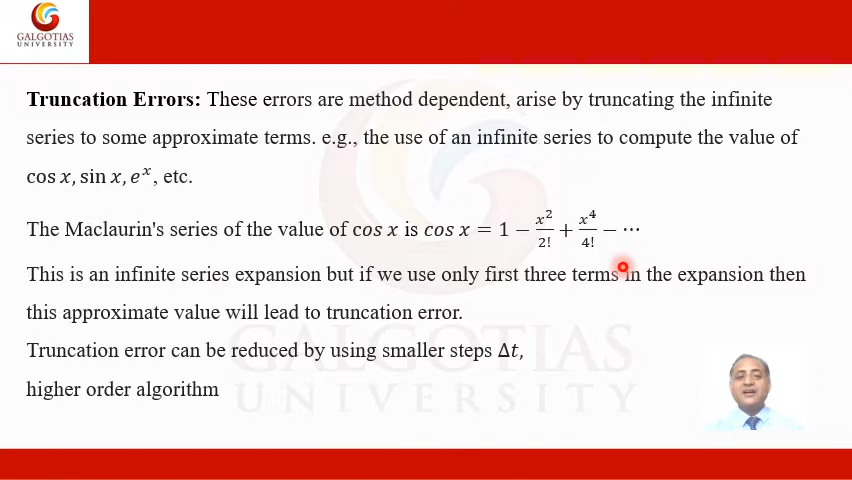 GALGOTIAS
UNIVERSITY
Truncation Errors: These errors are method dependent, arise by truncating the infinite
series to some approximate terms. e.g., the use of an infinite series to compute the value of
cos x, sin x, eˣ, etc.
The Maclaurin's series of the value of cos x is cos x = 1 − x²/2! + x⁴/4! − ⋯
This is an infinite series expansion but if we use only first three terms in the expansion then
this approximate value will lead to truncation error.
Truncation error can be reduced by using smaller steps Δt,
higher order algorithm
GALGOTIAS
UNIVERSITY